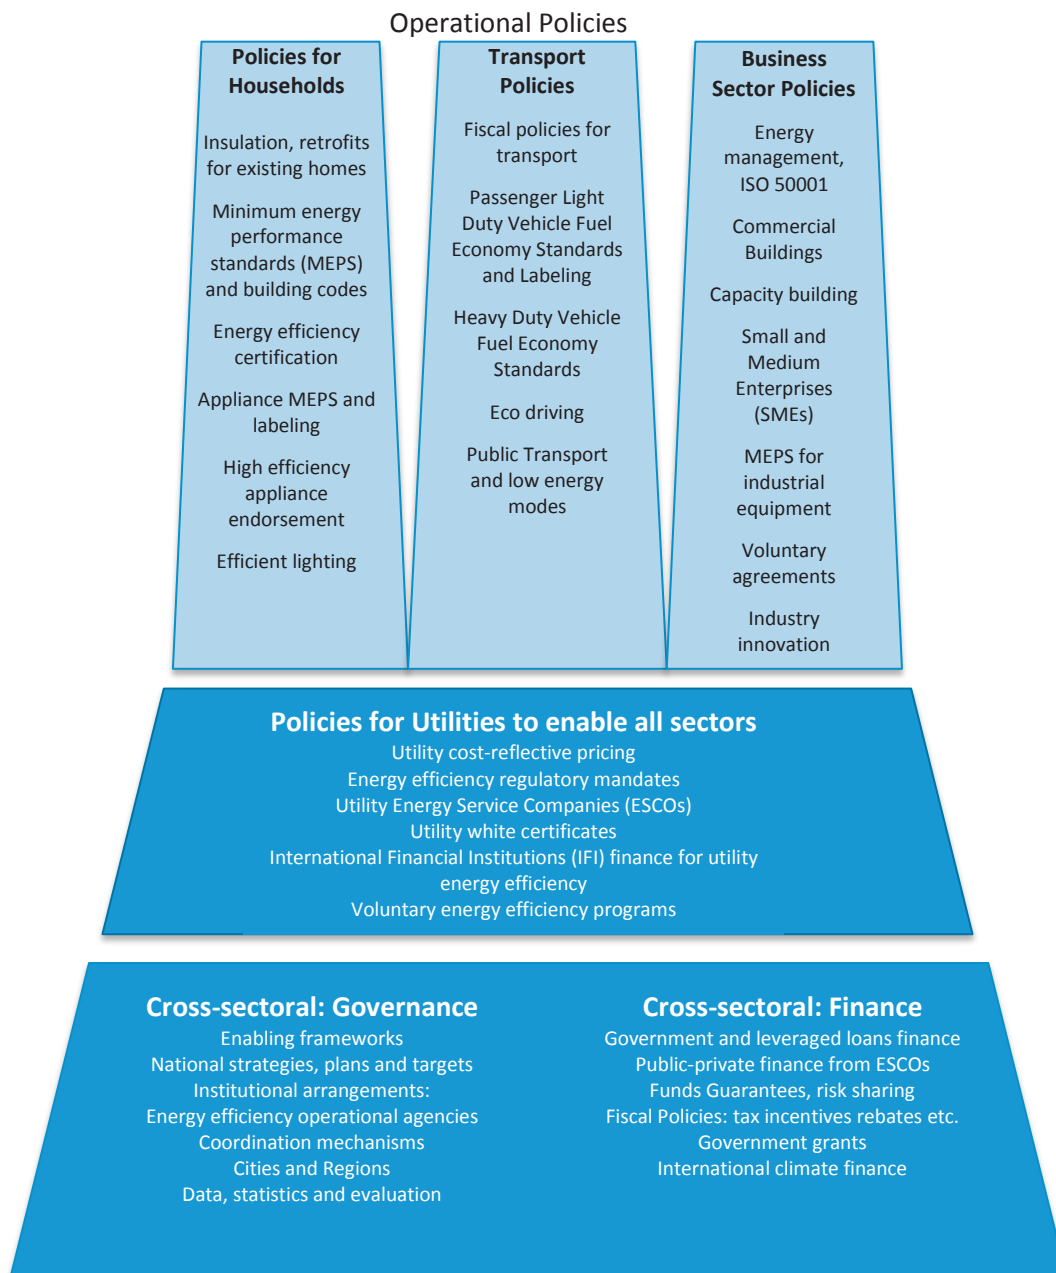 Operational Policies
Policies for
Households
Insulation, retrofits
for existing homes
Minimum energy
performance
standards (MEPS)
and building codes
Energy efficiency
certification
Appliance MEPS and
labeling
High efficiency
appliance
endorsement
Efficient lighting
Transport
Policies
Fiscal policies for
transport
Passenger Light
Duty Vehicle Fuel
Economy Standards
and Labeling
Heavy Duty Vehicle
Fuel Economy
Standards
Eco driving
Public Transport
and low energy
modes
Business
Sector Policies
Energy
management,
ISO 50001
Commercial
Buildings
Capacity building
Small and
Medium
Enterprises
(SMEs)
MEPS for
industrial
equipment
Voluntary
agreements
Industry
innovation
Policies for Utilities to enable all sectors
Utility cost-reflective pricing
Energy efficiency regulatory mandates
Utility Energy Service Companies (ESCOs)
Utility white certificates
International Financial Institutions (IFI) finance for utility
energy efficiency
Voluntary energy efficiency programs
Cross-sectoral: Governance
Enabling frameworks
National strategies, plans and targets
Institutional arrangements:
Energy efficiency operational agencies
Coordination mechanisms
Cities and Regions
Data, statistics and evaluation
Cross-sectoral: Finance
Government and leveraged loans finance
Public-private finance from ESCOs
Funds Guarantees, risk sharing
Fiscal Policies: tax incentives rebates etc.
Government grants
International climate finance